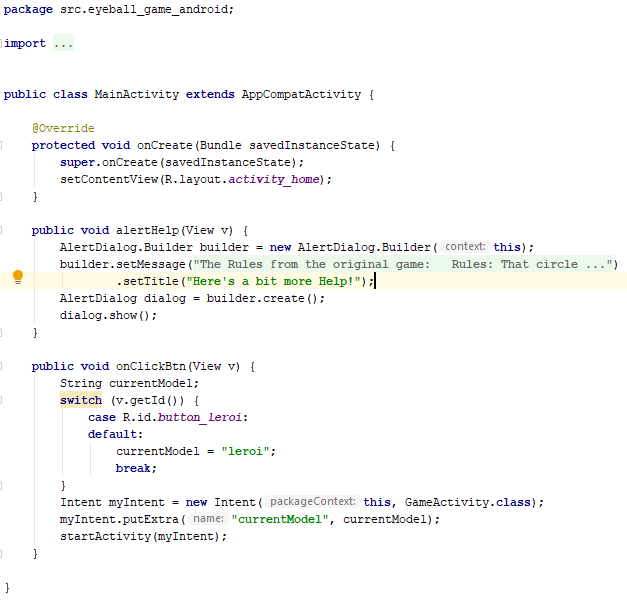 package src.eyeball_game_android;
import ...
public class MainActivity extends AppCompatActivity {
@Override
protected void onCreate(Bundle savedInstanceState) {
super.onCreate(savedInstanceState);
setContentView(R.layout.activity_home);
}
public void alertHelp(View v) {
AlertDialog.Builder builder = new AlertDialog.Builder( context: this);
builder.setMessage("The Rules from the original game:   Rules: That circle ...")
.setTitle("Here's a bit more Help!");
AlertDialog dialog = builder.create();
dialog.show();
}
public void onClickBtn(View v) {
String currentModel;
switch (v.getId()) {
case R.id.button_leroi:
default:
currentModel = "leroi";
break;
}
Intent myIntent = new Intent( packageContext: this, GameActivity.class);
myIntent.putExtra( name: "currentModel", currentModel);
startActivity(myIntent);
}
}